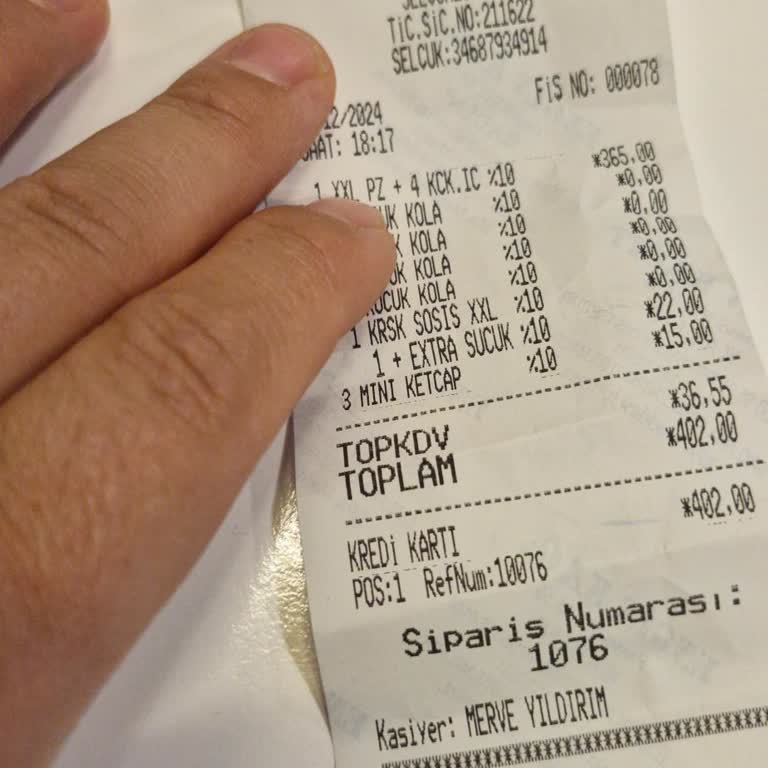 TİC.SİC.NO:211622
SELCUK:34687934914
FİŞ NO: 000078
12/2024
SAAT: 18:17
1 XXL PZ + 4 KCK.IC %10 *365,00
KOLA %10 *0,00
KOLA %10 *0,00
KOLA %10 *0,00
KOLA %10 *0,00
1 KRSK SOSIS XXL %10 *0,00
1 + EXTRA SUCUK %10 *22,00
3 MINI KETCAP %10 *15,00
TOPKDV *36,55
TOPLAM *402,00
KREDİ KARTI *402,00
POS:1 RefNum:10076
Sipariş Numarası:
1076
Kasiyer: MERVE YILDIRIM